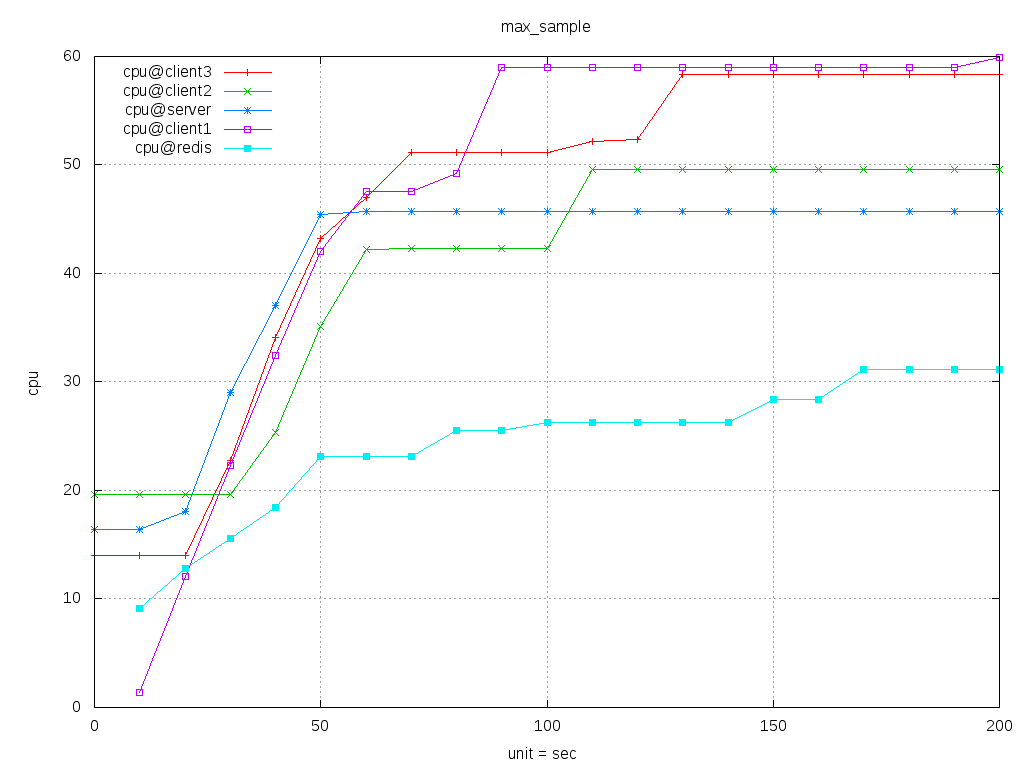 max_sample
60
50
40
30
20
10
0
cpu
cpu@client3
cpu@client2
cpu@server
cpu@client1
cpu@redis
0 50 100 150 200
unit = sec